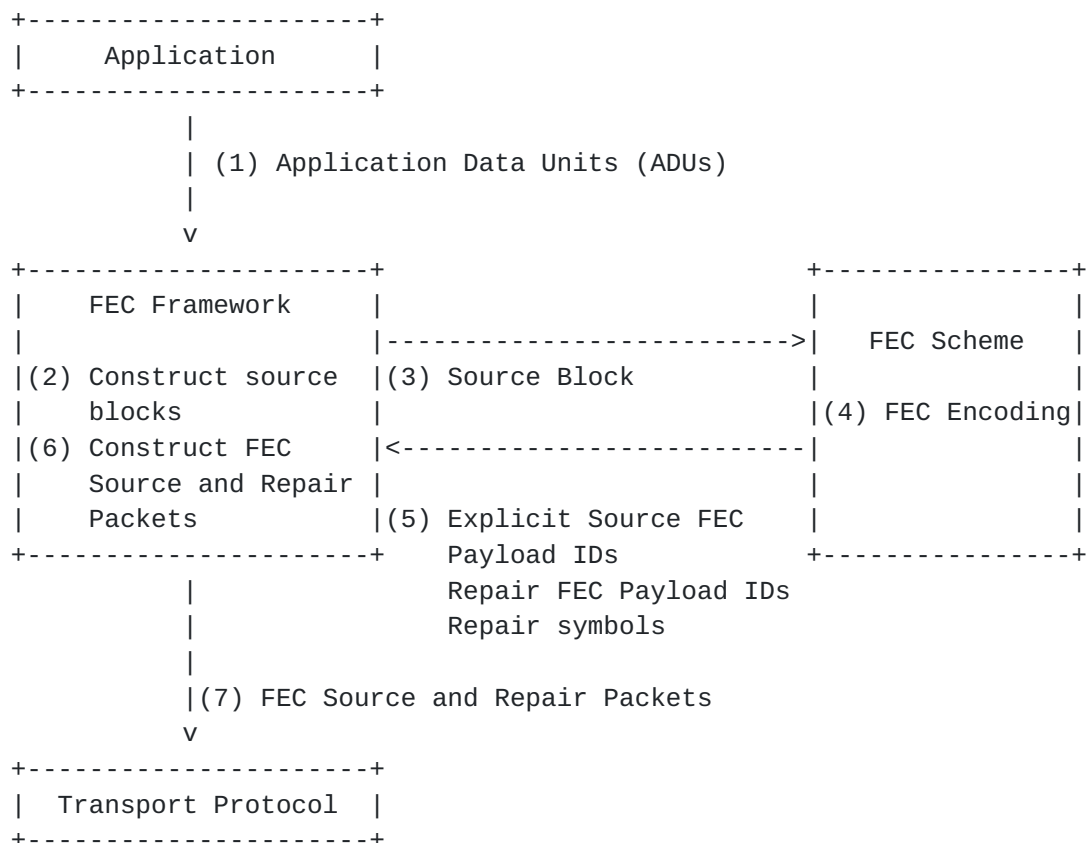 +----------------------+
|     Application      |
+----------------------+
           |
           | (1) Application Data Units (ADUs)
           |
           v
+----------------------+                           +----------------+
|    FEC Framework     |                           |                |
|                      |-------------------------->|   FEC Scheme   |
|(2) Construct source  |(3) Source Block           |                |
|    blocks            |                           |(4) FEC Encoding|
|(6) Construct FEC     |<--------------------------|                |
|    Source and Repair |                           |                |
|    Packets           |(5) Explicit Source FEC    |                |
+----------------------+    Payload IDs            +----------------+
           |                Repair FEC Payload IDs
           |                Repair symbols
           |
           |(7) FEC Source and Repair Packets
           v
+----------------------+
|  Transport Protocol  |
+----------------------+